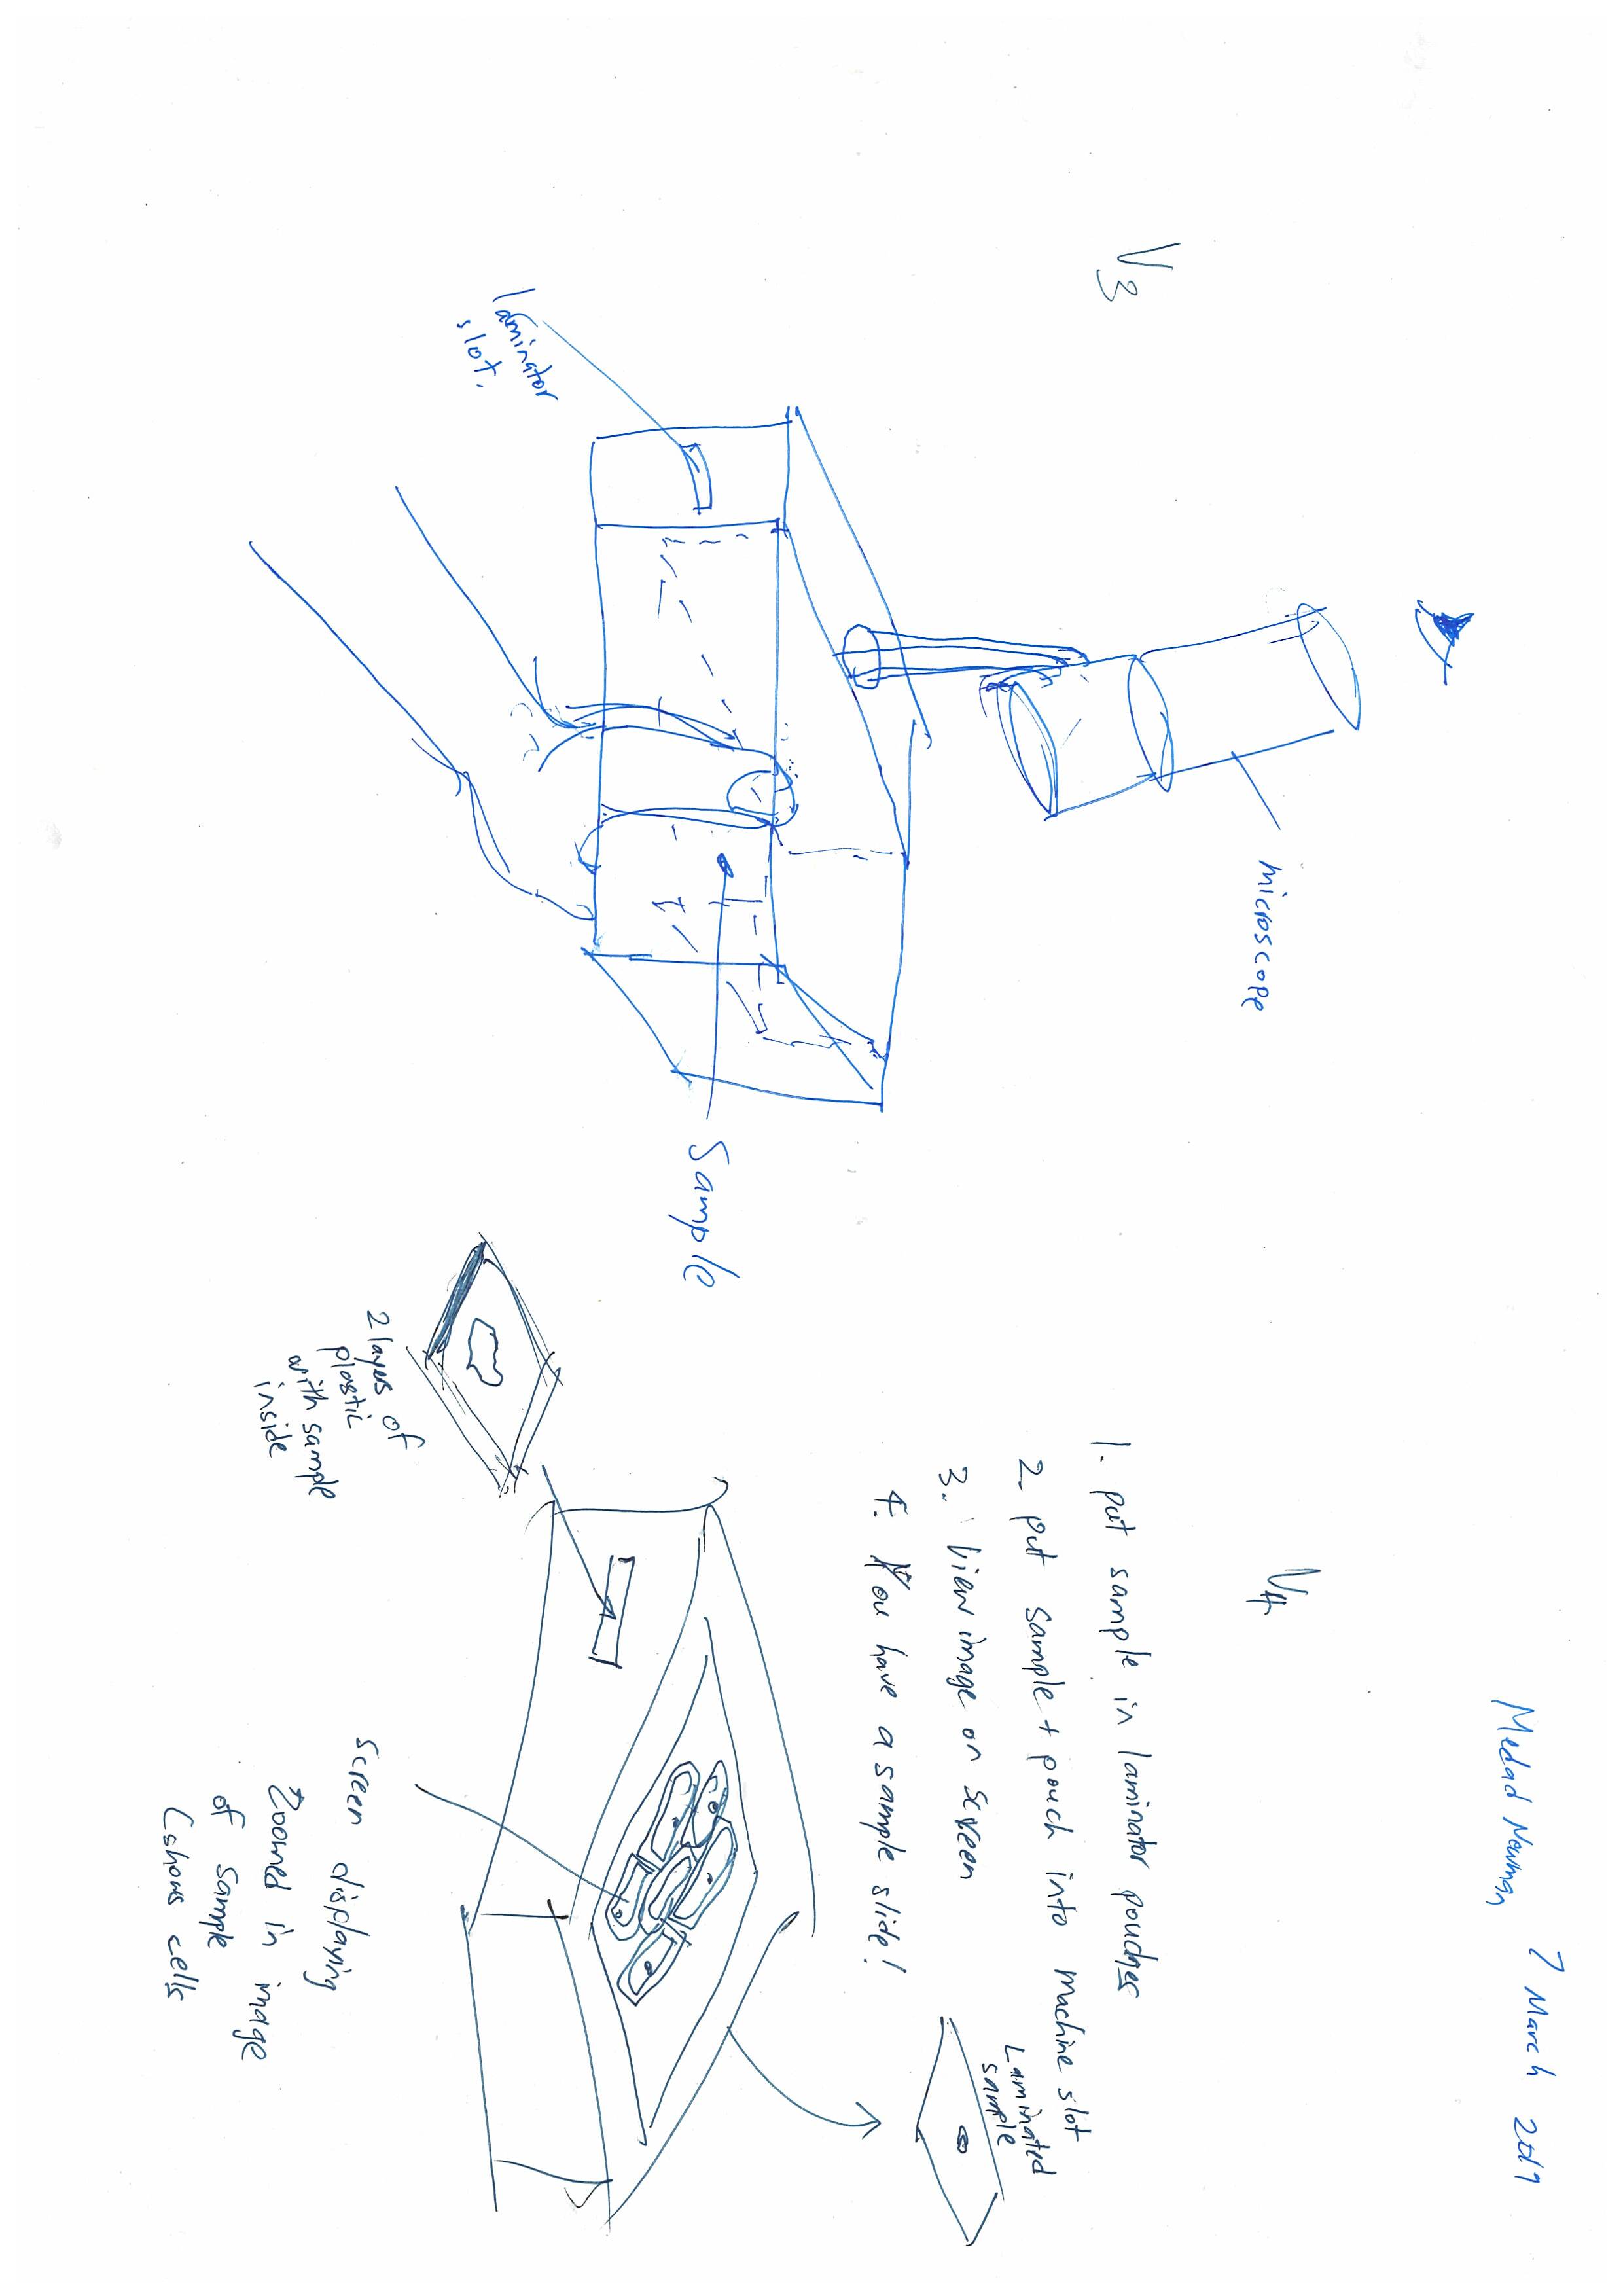 Medad Newman 7 March 2019
V3
microscope
Sample
laminator
slot.
V4
1. put sample in laminator pouches
2. put sample + pouch into machine slot
3. View image on screen
4. You have a sample slide!
Laminated
sample
2 layers of
plastic
with sample
inside
screen displaying
Zoomed in image
of sample
(shows cells